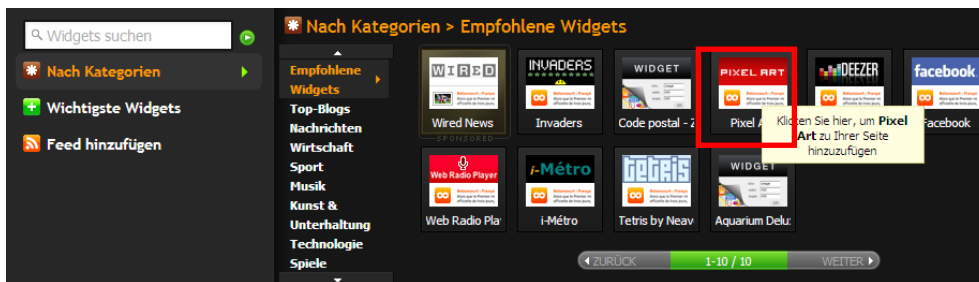 Widgets suchen
Nach Kategorien
Wichtigste Widgets
Feed hinzufügen
Nach Kategorien > Empfohlene Widgets
Empfohlene
Widgets
Top-Blogs
Nachrichten
Wirtschaft
Sport
Musik
Kunst &
Unterhaltung
Technologie
Spiele
WIRED
Wired News
SPONSORED
INVADERS
Invaders
WIDGET
Code postal - Z
PIXEL ART
Pixel A
DEEZER
facebook
Facebook
Klicken Sie hier, um Pixel
Art zu Ihrer Seite
hinzuzufügen
Web Radio Player
Web Radio Pla
i-Métro
i-Métro
TETRIS
Tetris by Neav
WIDGET
Aquarium Delu
ZURÜCK
1-10 / 10
WEITER